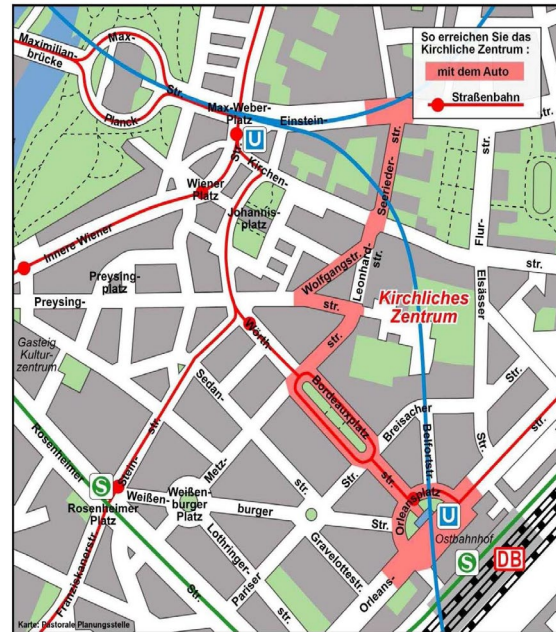 So erreichen Sie das
Kirchliche Zentrum :
mit dem Auto
Straßenbahn
Maximilian-
brücke
Max-
Planck-
Str.
Max-Weber-
Platz
U
Einstein-
str.
Str.
Kirchen-
Wiener
Platz
Johannis-
platz
Innere Wiener
Preysing-
platz
Preysing-
str.
Seerieder-
str.
Flur-
str.
Wolfgangstr.
Leonhard-
str.
Elsässer
Str.
Kirchliches
Zentrum
Gasteig
Kultur-
zentrum
Wörth-
str.
Sedan-
str.
Bordeauxplatz
Breisacher
Str.
Belfortstr.
Rosenheimer
Str.
S
Rosenheimer
Platz
Stein-
str.
Metz-
str.
Weißen-
burger
Str.
Weißen-
burger
Platz
Orleansplatz
U
Ostbahnhof
S
DB
Franziskanerstr.
Lothringer-
str.
Pariser
Str.
Gravelottestr.
Orleans-
Karte: Pastorale Planungsstelle